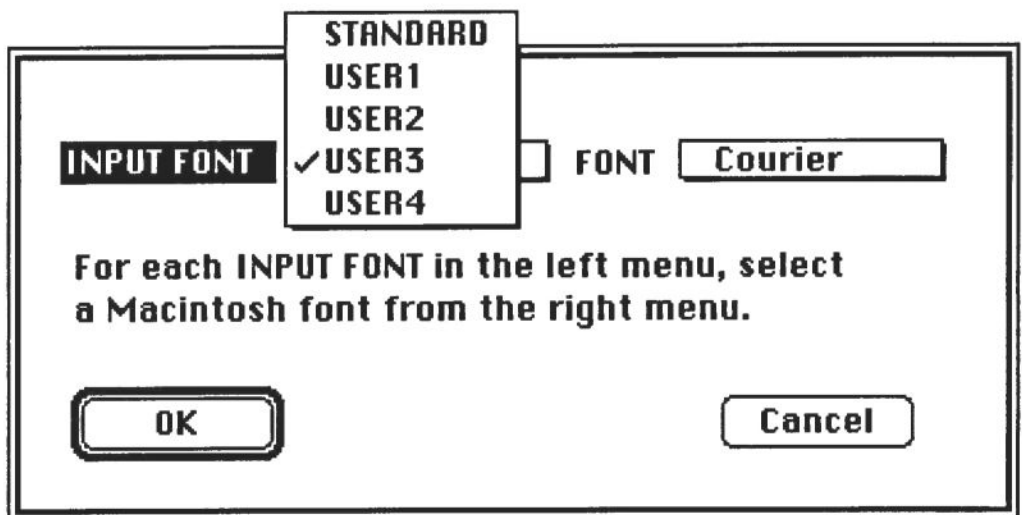 STANDARD
USER1
USER2
INPUT FONT ✓USER3 FONT Courier
USER4
For each INPUT FONT in the left menu, select
a Macintosh font from the right menu.
OK Cancel